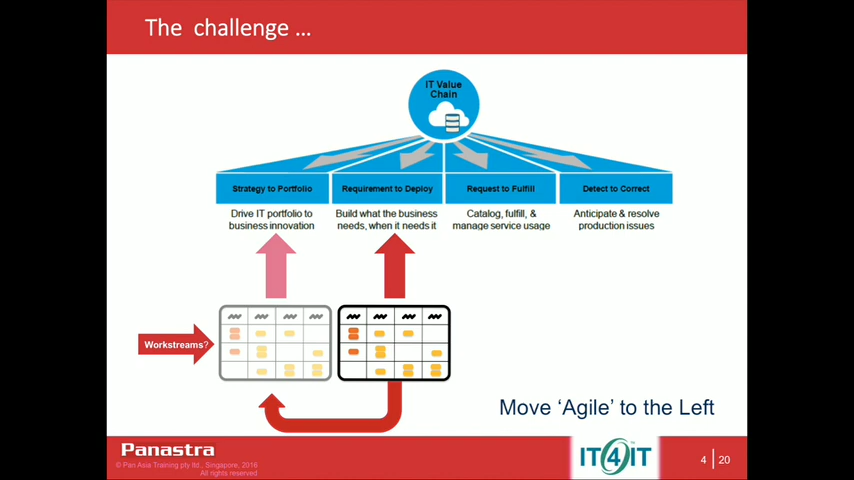 The challenge ...
IT Value
Chain
Strategy to Portfolio
Requirement to Deploy
Request to Fulfill
Detect to Correct
Drive IT portfolio to
business innovation
Build what the business
needs, when it needs it
Catalog, fulfill, &
manage service usage
Anticipate & resolve
production issues
Workstreams?
Move ‘Agile’ to the Left
Panastra
© Pan Asia Training pty ltd., Singapore, 2016
All rights reserved
IT4IT™
4 20